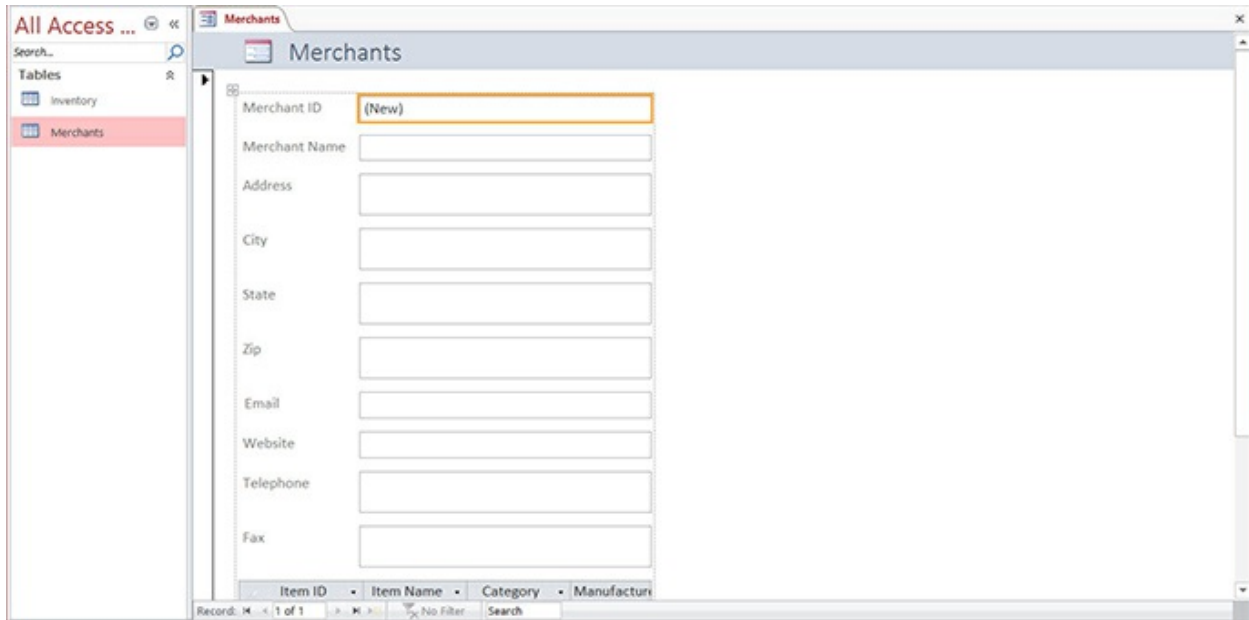 All Access ...
Search...
Tables
Inventory
Merchants
Merchants
Merchants
Merchant ID (New)
Merchant Name
Address
City
State
Zip
Email
Website
Telephone
Fax
Item ID Item Name Category Manufacture
Record: 1 of 1 No Filter Search